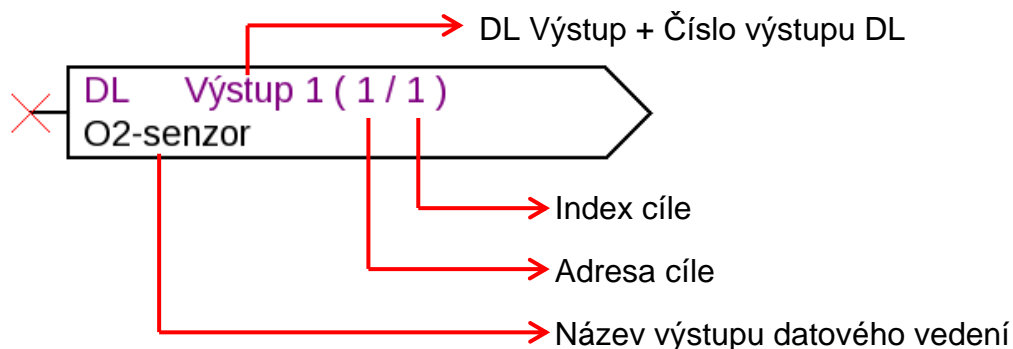 DL Výstup + Číslo výstupu DL
DL Výstup 1 ( 1 / 1 )
O2-senzor
Index cíle
Adresa cíle
Název výstupu datového vedení